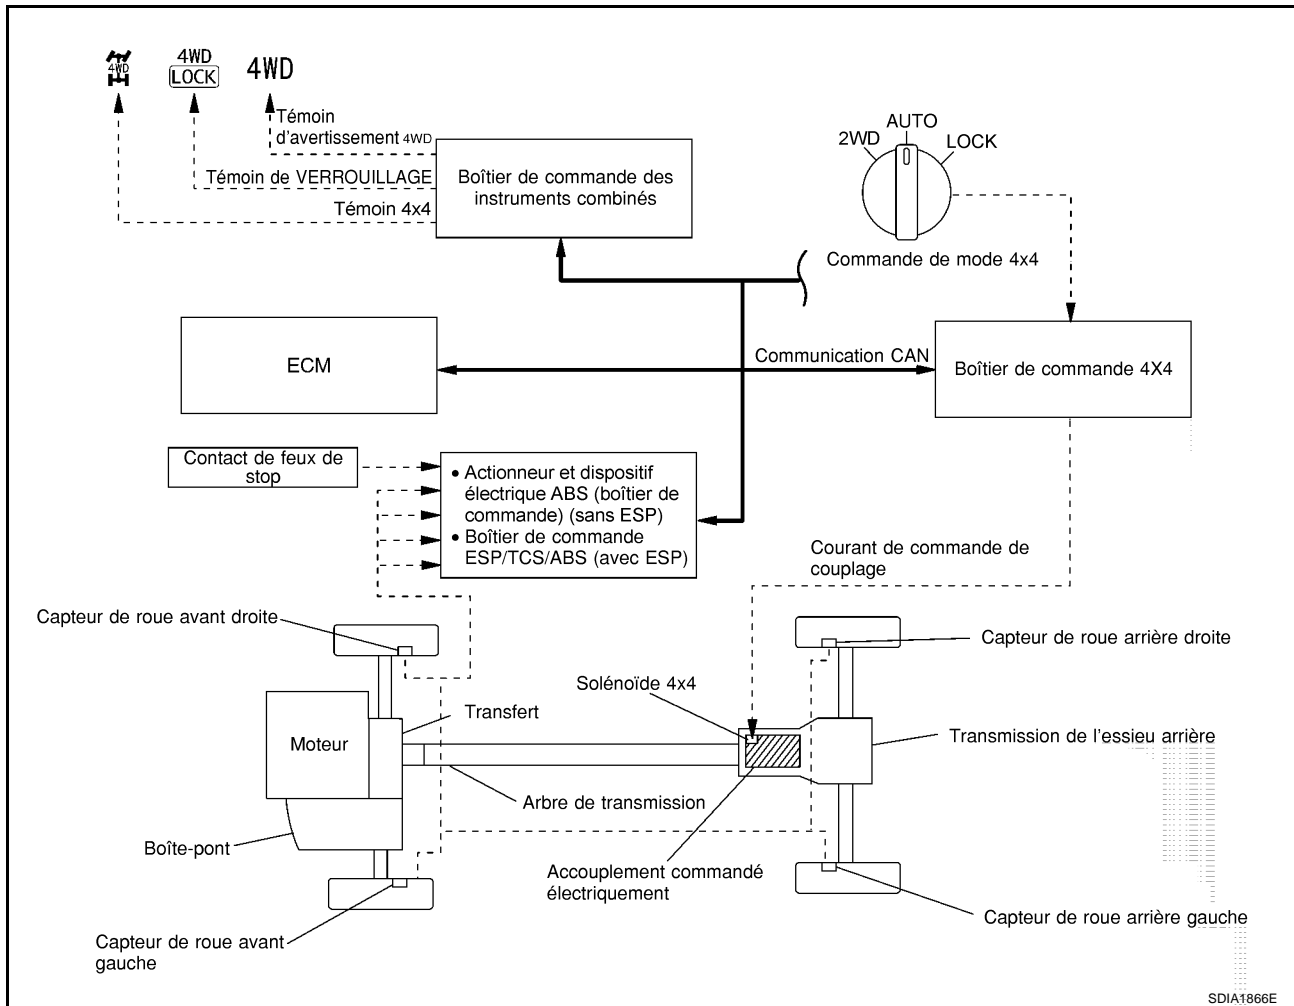 4WD
4WD
LOCK
4WD
Témoin
d'avertissement 4WD
Témoin de VERROUILLAGE
Témoin 4x4
Boîtier de commande des
instruments combinés
2WD
AUTO
LOCK
Commande de mode 4x4
ECM
Communication CAN
Boîtier de commande 4X4
Contact de feux de
stop
• Actionneur et dispositif
électrique ABS (boîtier de
commande) (sans ESP)
• Boîtier de commande
ESP/TCS/ABS (avec ESP)
Courant de commande de
couplage
Capteur de roue avant droite
Capteur de roue arrière droite
Solénoïde 4x4
Transfert
Moteur
Transmission de l'essieu arrière
Arbre de transmission
Boîte-pont
Accouplement commandé
électriquement
Capteur de roue arrière gauche
Capteur de roue avant
gauche
SDIA1866E